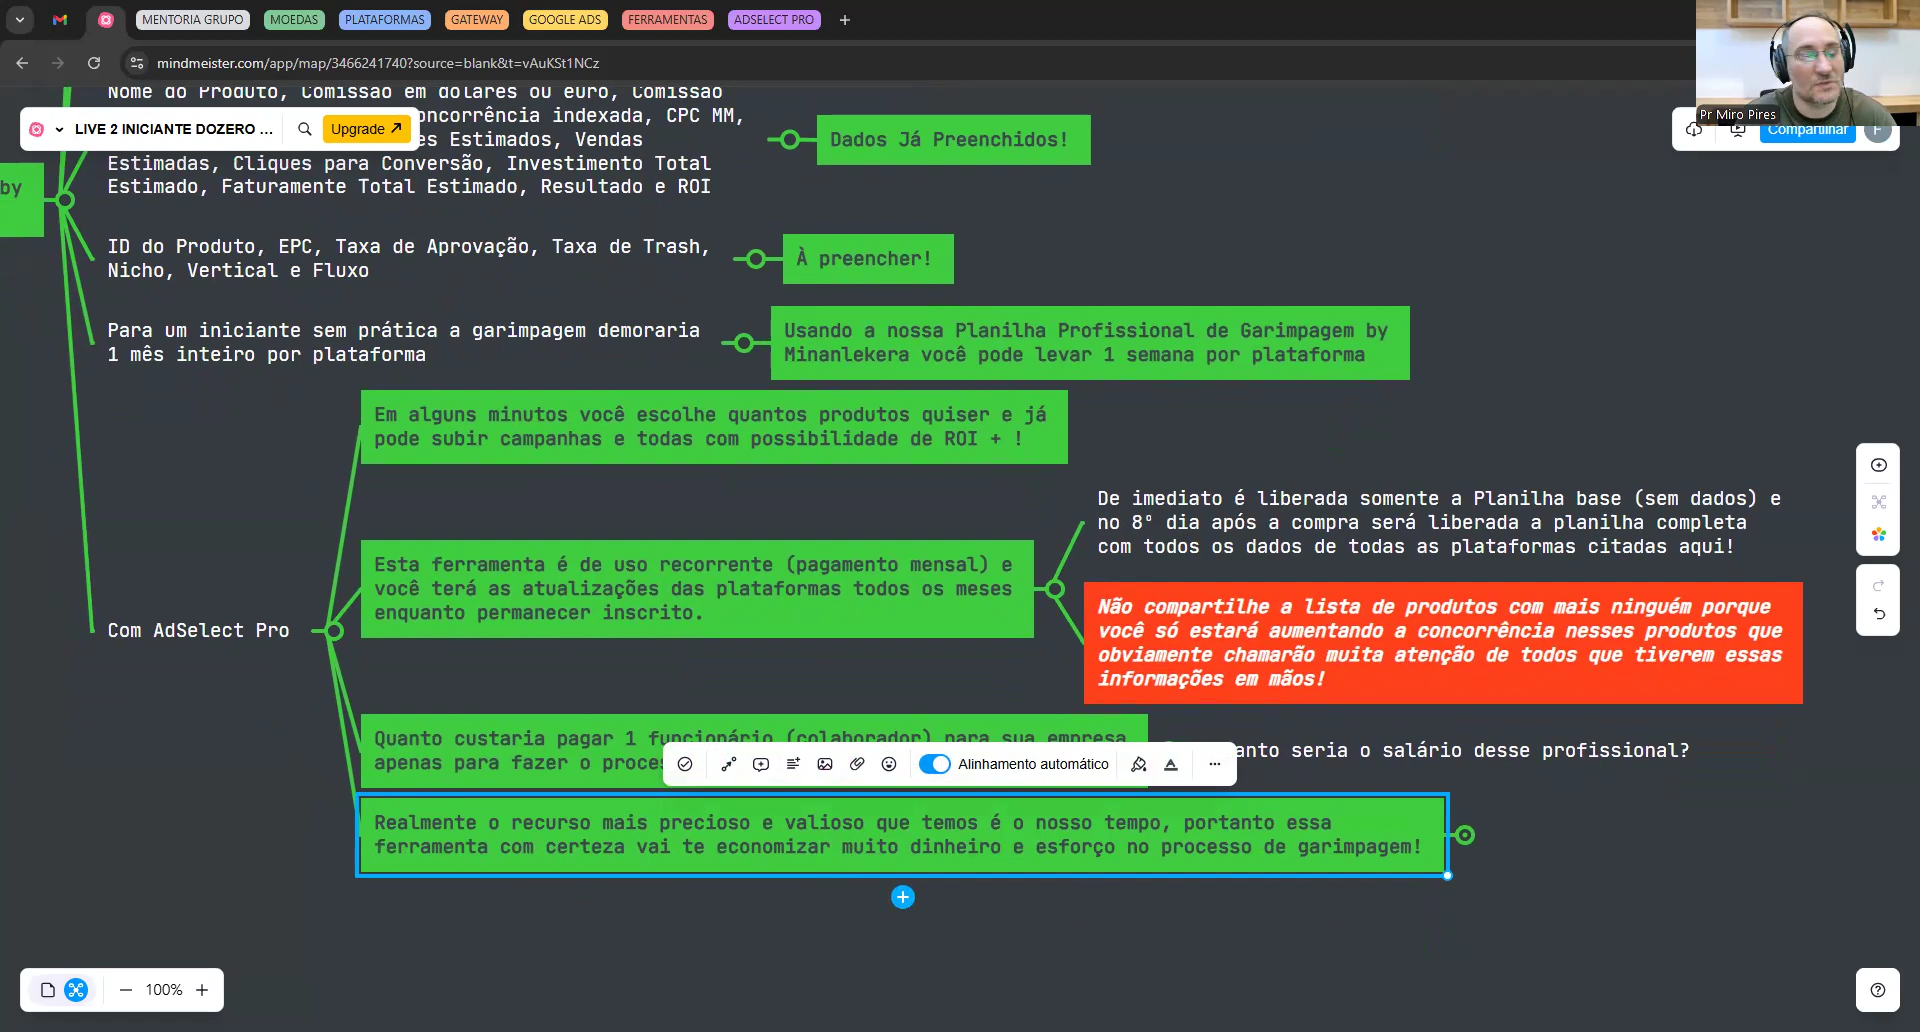 MENTORIA GRUPO
MOEDAS
PLATAFORMAS
GATEWAY
GOOGLE ADS
FERRAMENTAS
ADSELECT PRO
mindmeister.com/app/map/3466241740?source=blank&t=vAuKSt1NCz
Pr Miro Pires
LIVE 2 INICIANTE DOZERO ...
Upgrade
Compartilhar
Nome do Produto, Comissão em dólares ou euro, Comissão
oncorrência indexada, CPC MM,
es Estimados, Vendas
Estimadas, Cliques para Conversão, Investimento Total
Estimado, Faturamente Total Estimado, Resultado e ROI
Dados Já Preenchidos!
by
ID do Produto, EPC, Taxa de Aprovação, Taxa de Trash,
Nicho, Vertical e Fluxo
À preencher!
Para um iniciante sem prática a garimpagem demoraria
1 mês inteiro por plataforma
Usando a nossa Planilha Profissional de Garimpagem by
Minanlekera você pode levar 1 semana por plataforma
Com AdSelect Pro
Em alguns minutos você escolhe quantos produtos quiser e já
pode subir campanhas e todas com possibilidade de ROI + !
Esta ferramenta é de uso recorrente (pagamento mensal) e
você terá as atualizações das plataformas todos os meses
enquanto permanecer inscrito.
De imediato é liberada somente a Planilha base (sem dados) e
no 8º dia após a compra será liberada a planilha completa
com todos os dados de todas as plataformas citadas aqui!
Não compartilhe a lista de produtos com mais ninguém porque
você só estará aumentando a concorrência nesses produtos que
obviamente chamarão muita atenção de todos que tiverem essas
informações em mãos!
Quanto custaria pagar 1 funcionário (colaborador) para sua empresa
apenas para fazer o proces
anto seria o salário desse profissional?
Alinhamento automático
Realmente o recurso mais precioso e valioso que temos é o nosso tempo, portanto essa
ferramenta com certeza vai te economizar muito dinheiro e esforço no processo de garimpagem!
100%